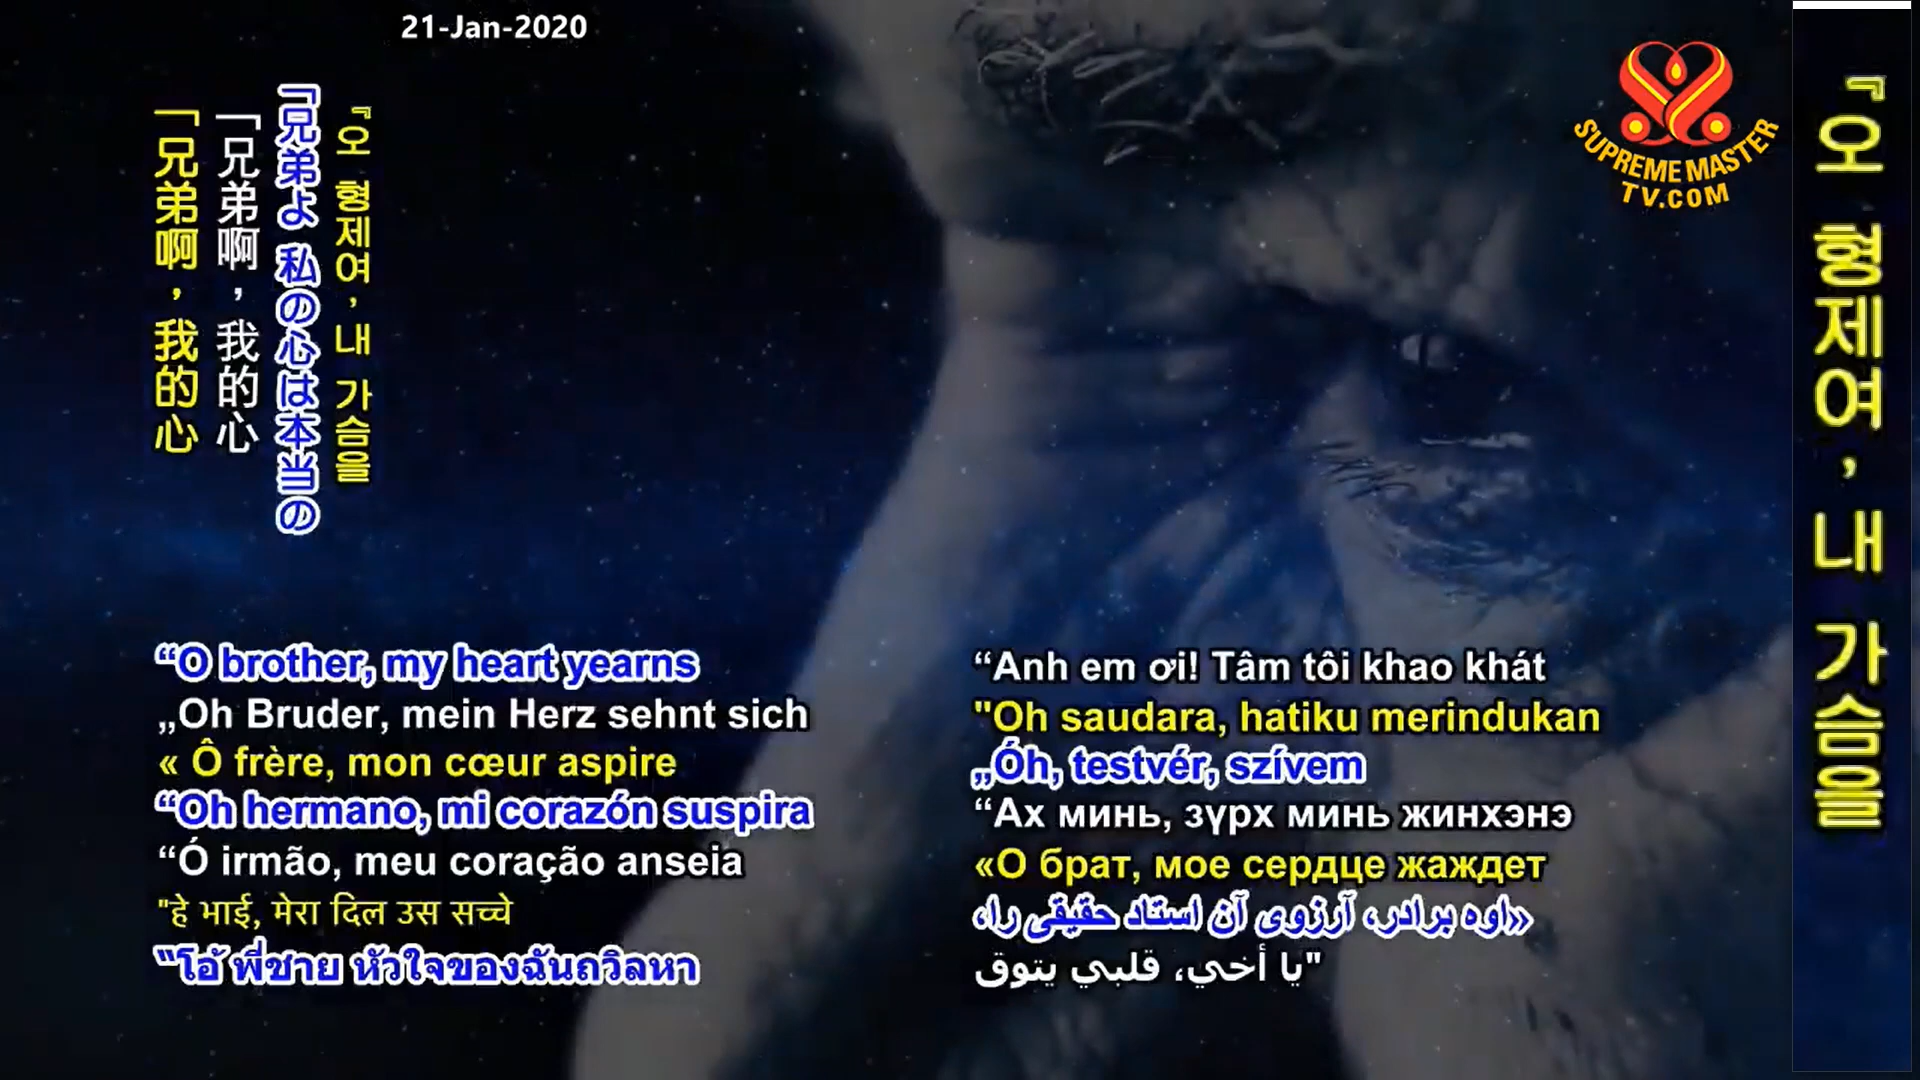 21-Jan-2020
SUPREME MASTER
TV.COM
『오 형제여, 내 가슴을
「兄弟よ 私の心は本当の
「兄弟啊，我的心
「兄弟啊，我的心
“O brother, my heart yearns
„Oh Bruder, mein Herz sehnt sich
« Ô frère, mon cœur aspire
“Oh hermano, mi corazón suspira
“Ó irmão, meu coração anseia
"हे भाई, मेरा दिल उस सच्चे
“โอ้ พี่ชาย หัวใจของฉันถวิลหา
“Anh em ơi! Tâm tôi khao khát
"Oh saudara, hatiku merindukan
„Óh, testvér, szívem
“Ах минь, зүрх минь жинхэнэ
«О брат, мое сердце жаждет
«اوه برادر، آرزوی آن استاد حقیقی را،
"يا أخي، قلبي يتوق
『오 형제여, 내 가슴을